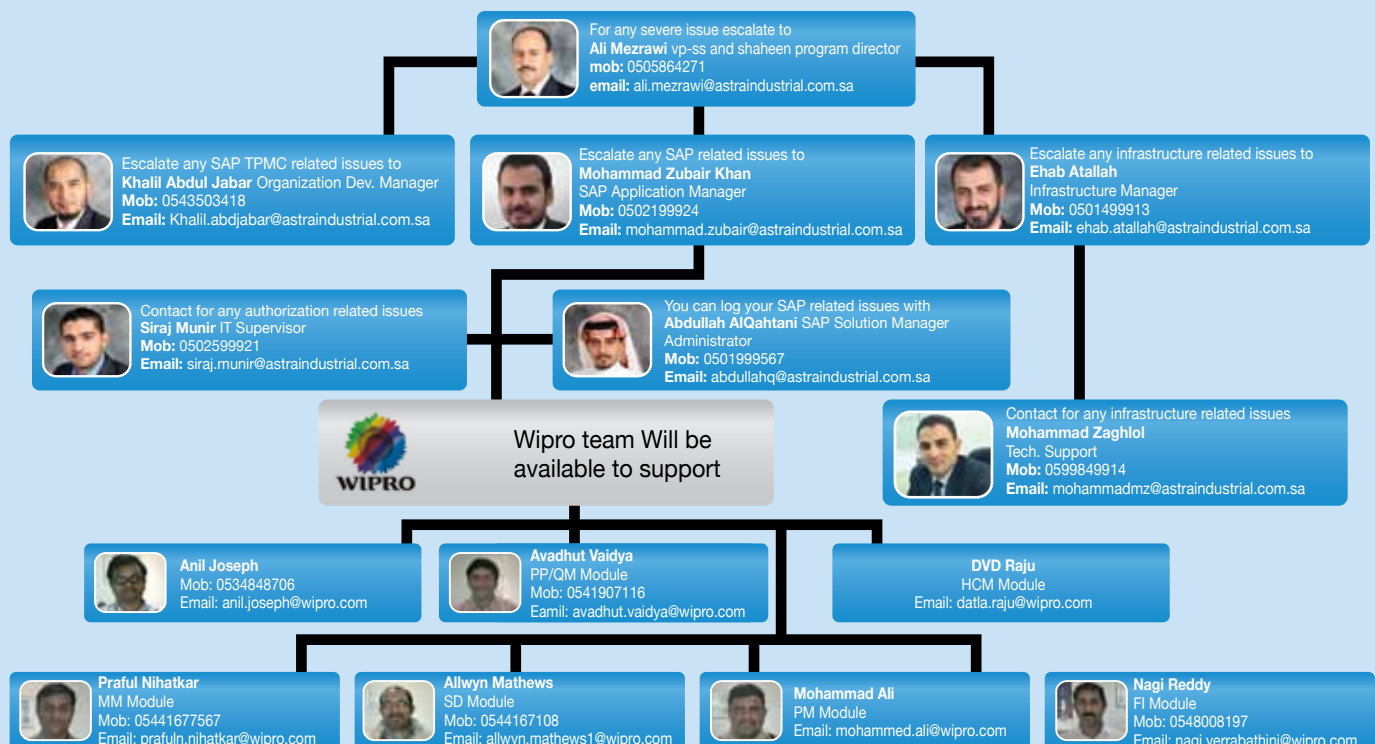 For any severe issue escalate to
Ali Mezrawi vp-ss and shaheen program director
mob: 0505864271
email: ali.mezrawi@astraindustrial.com.sa
Escalate any SAP TPMC related issues to
Khalil Abdul Jabar Organization Dev. Manager
Mob: 0543503418
Email: Khalil.abdjabar@astraindustrial.com.sa
Escalate any SAP related issues to
Mohammad Zubair Khan
SAP Application Manager
Mob: 0502199924
Email: mohammad.zubair@astraindustrial.com.sa
Escalate any infrastructure related issues to
Ehab Atallah
Infrastructure Manager
Mob: 0501499913
Email: ehab.atallah@astraindustrial.com.sa
Contact for any authorization related issues
Siraj Munir IT Supervisor
Mob: 0502599921
Email: siraj.munir@astraindustrial.com.sa
You can log your SAP related issues with
Abdullah AlQahtani SAP Solution Manager
Administrator
Mob: 0501999567
Email: abdullahq@astraindustrial.com.sa
WIPRO
Wipro team Will be
available to support
Contact for any infrastructure related issues
Mohammad Zaghlol
Tech. Support
Mob: 0599849914
Email: mohammadmz@astraindustrial.com.sa
Anil Joseph
Mob: 0534848706
Email: anil.joseph@wipro.com
Avadhut Vaidya
PP/QM Module
Mob: 0541907116
Eamil: avadhut.vaidya@wipro.com
DVD Raju
HCM Module
Email: datla.raju@wipro.com
Praful Nihatkar
MM Module
Mob: 05441677567
Email: prafuln.nihatkar@wipro.com
Allwyn Mathews
SD Module
Mob: 0544167108
Email: allwyn.mathews1@wipro.com
Mohammad Ali
PM Module
Email: mohammed.ali@wipro.com
Nagi Reddy
FI Module
Mob: 0548008197
Email: nagi.yerrabathini@wipro.com